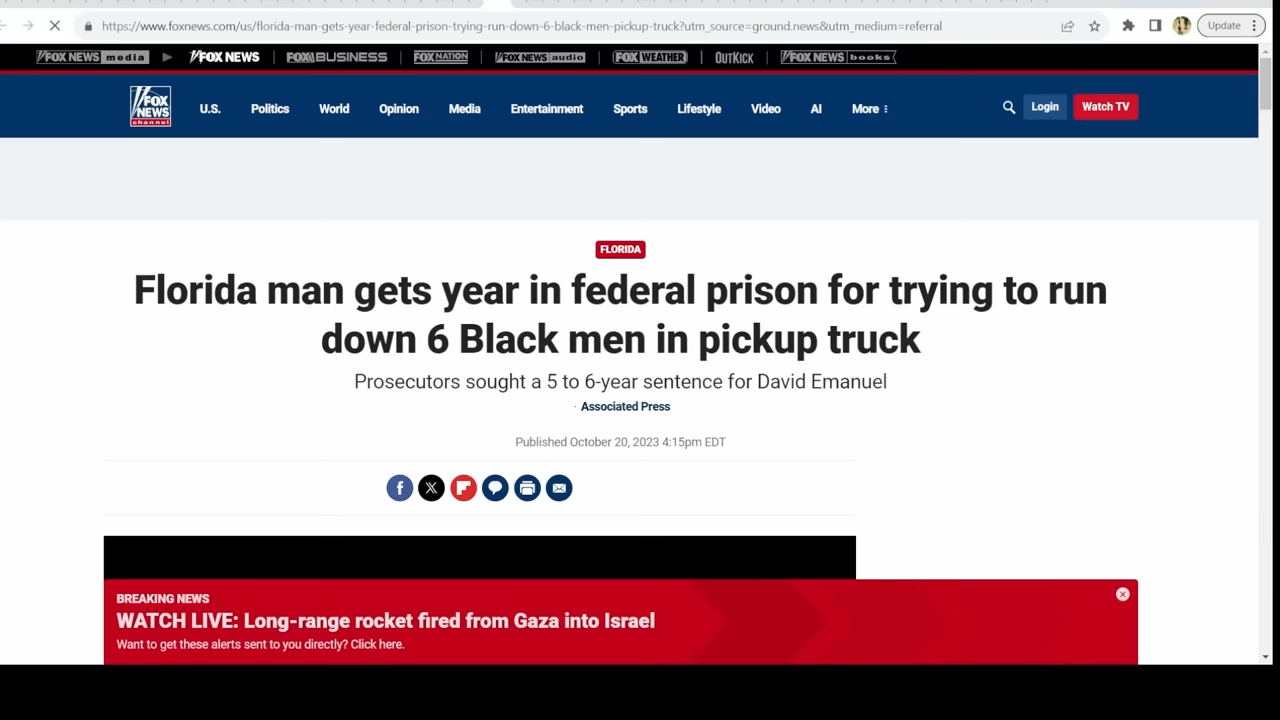 https://www.foxnews.com/us/florida-man-gets-year-federal-prison-trying-run-down-6-black-men-pickup-truck?utm_source=ground.news&utm_medium=referral
Update
FOX NEWS media FOX NEWS FOX BUSINESS FOX NATION FOX NEWS audio FOX WEATHER OUTKICK FOX NEWS books
FOX NEWS channel
U.S. Politics World Opinion Media Entertainment Sports Lifestyle Video AI More Login Watch TV
FLORIDA
Florida man gets year in federal prison for trying to run
down 6 Black men in pickup truck
Prosecutors sought a 5 to 6-year sentence for David Emanuel
· Associated Press
Published October 20, 2023 4:15pm EDT
BREAKING NEWS
WATCH LIVE: Long-range rocket fired from Gaza into Israel
Want to get these alerts sent to you directly? Click here.